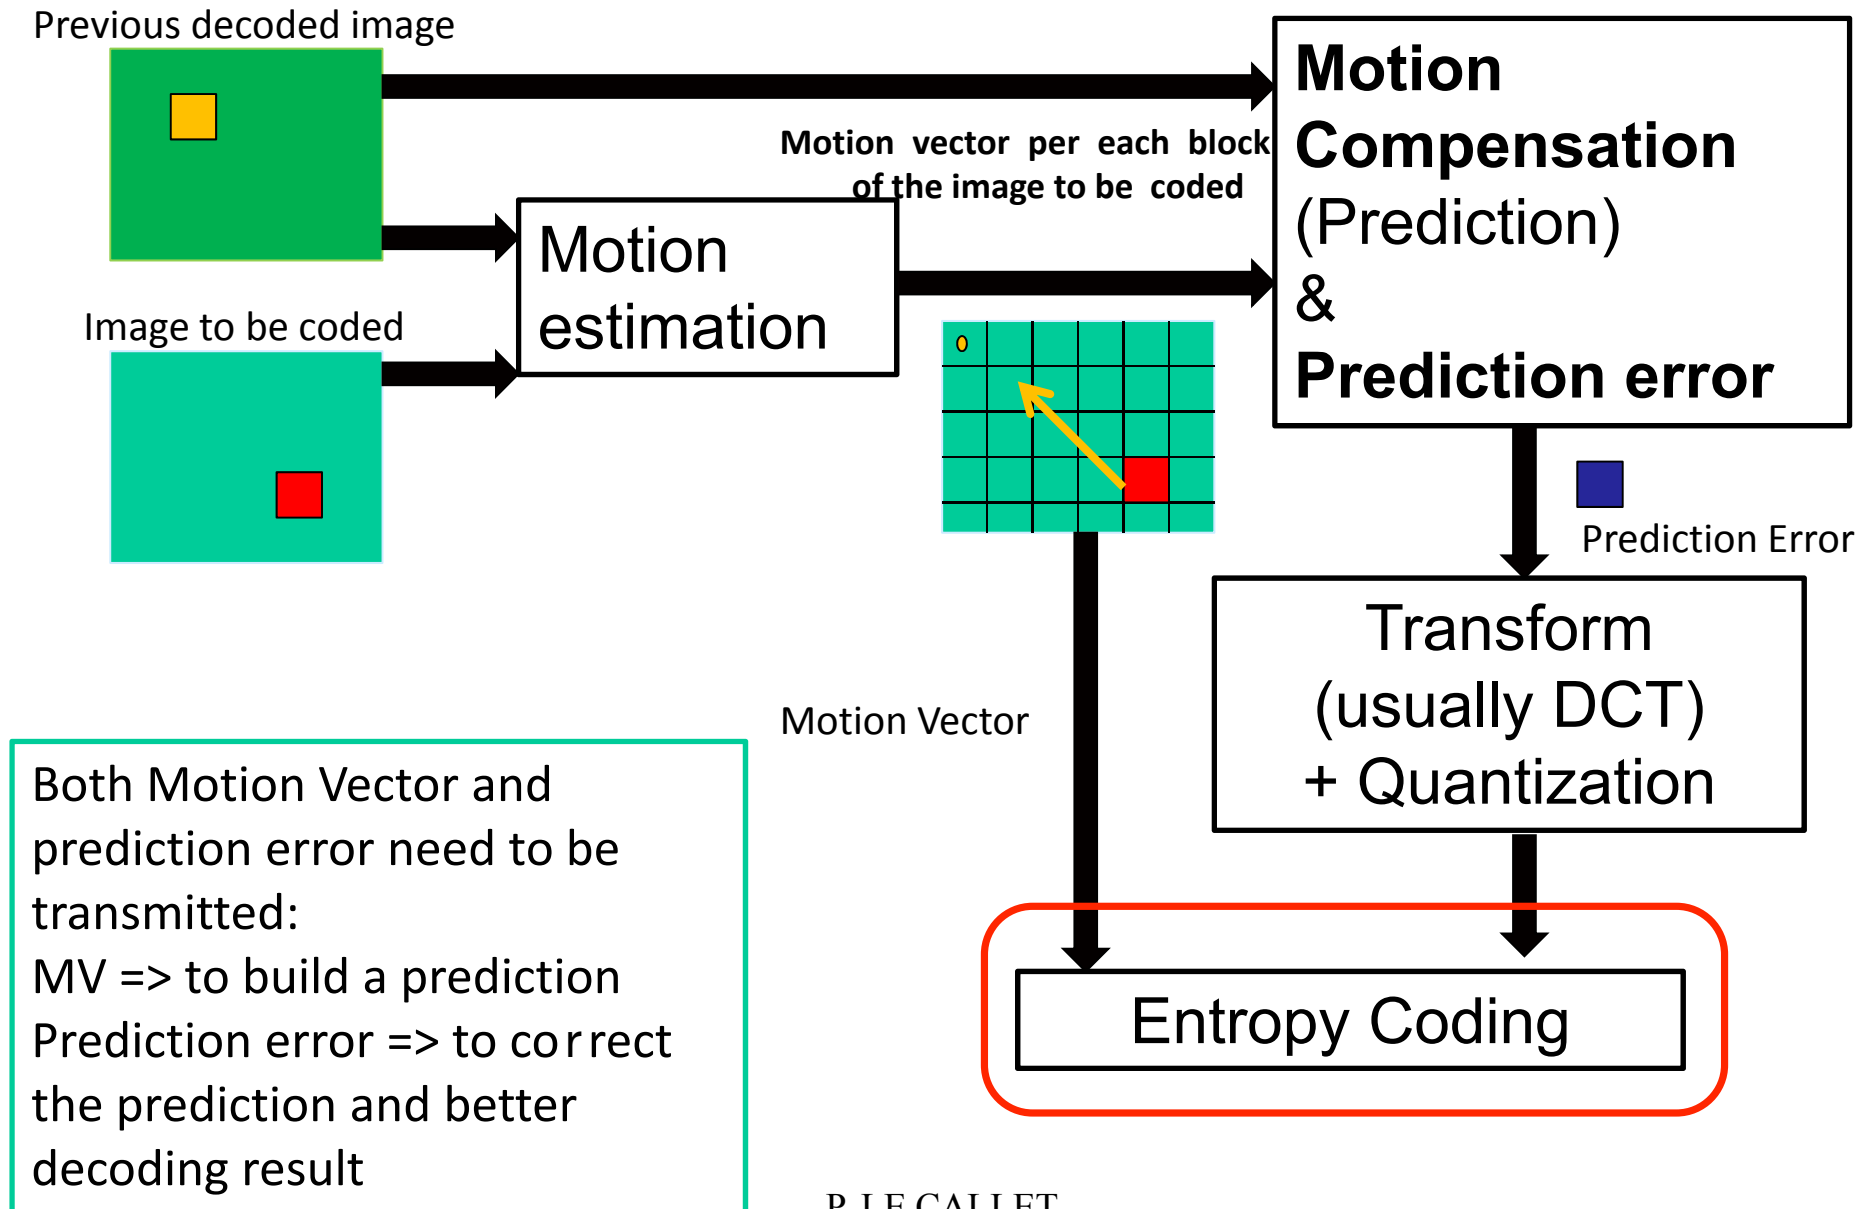 Previous decoded image
Motion vector per each block
of the image to be coded
Motion
Compensation
(Prediction)
&
Prediction error
Motion
estimation
Image to be coded
0
Prediction Error
Transform
(usually DCT)
+ Quantization
Motion Vector
Both Motion Vector and
prediction error need to be
transmitted:
MV => to build a prediction
Prediction error => to correct
the prediction and better
decoding result
Entropy Coding
P. LE CALLET